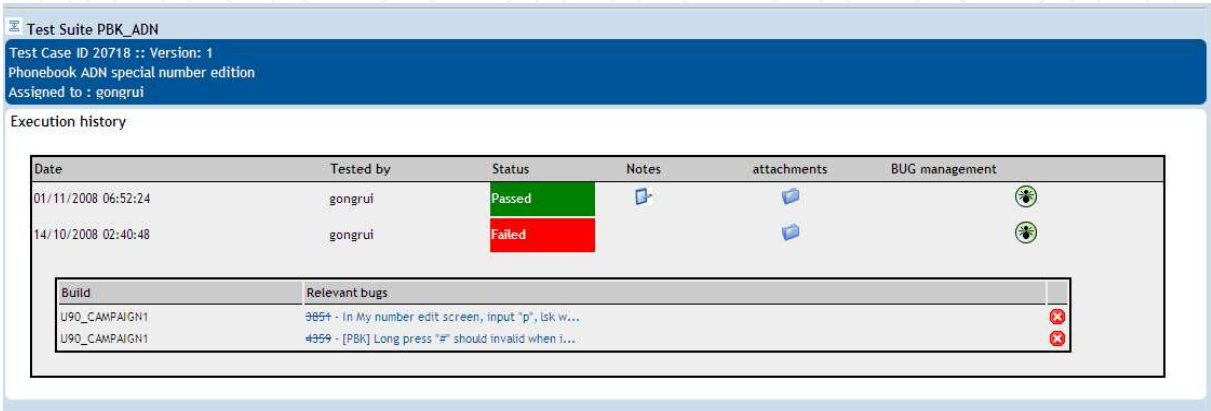 Test Suite PBK_ADN
Test Case ID 20718 :: Version: 1
Phonebook ADN special number edition
Assigned to : gongrui
Execution history
Date Tested by Status Notes attachments BUG management
01/11/2008 06:52:24 gongrui Passed
14/10/2008 02:40:48 gongrui Failed
Build Relevant bugs
U90_CAMPAIGN1 3851 - In My number edit screen, input "p", lsk w...
U90_CAMPAIGN1 4359 - [PBK] Long press "#" should invalid when i...